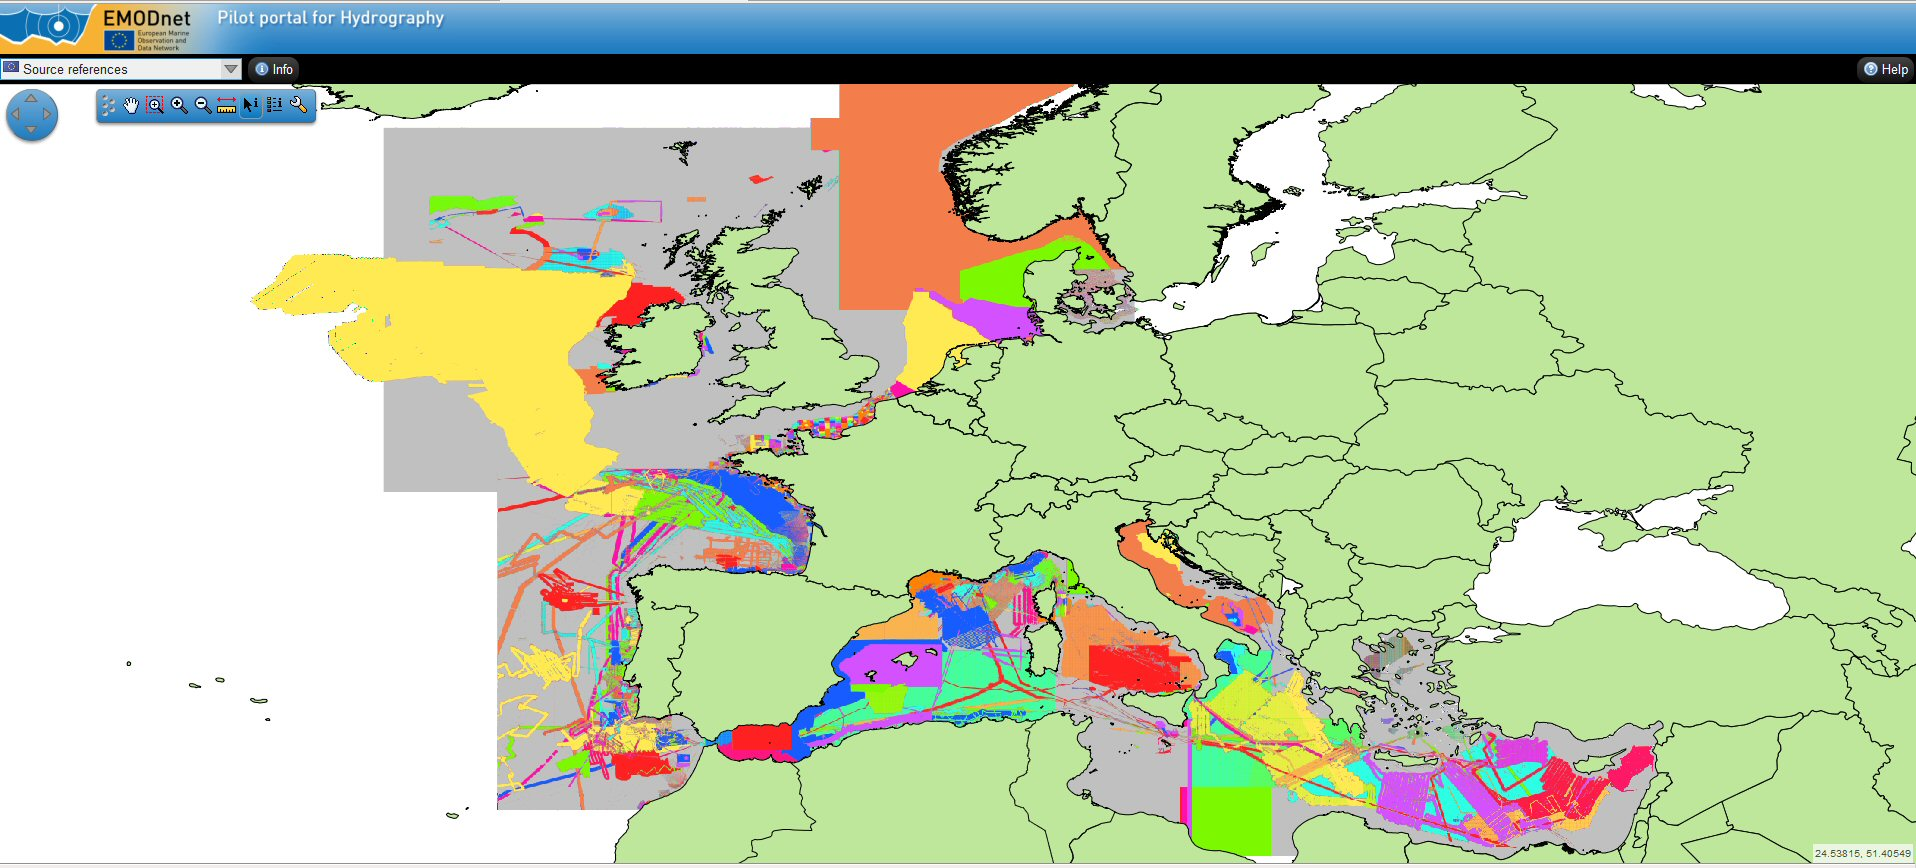 EMODnet
European Marine
Observation and
Data Network
Pilot portal for Hydrography
Source references
Info
Help
24.53815, 51.40549